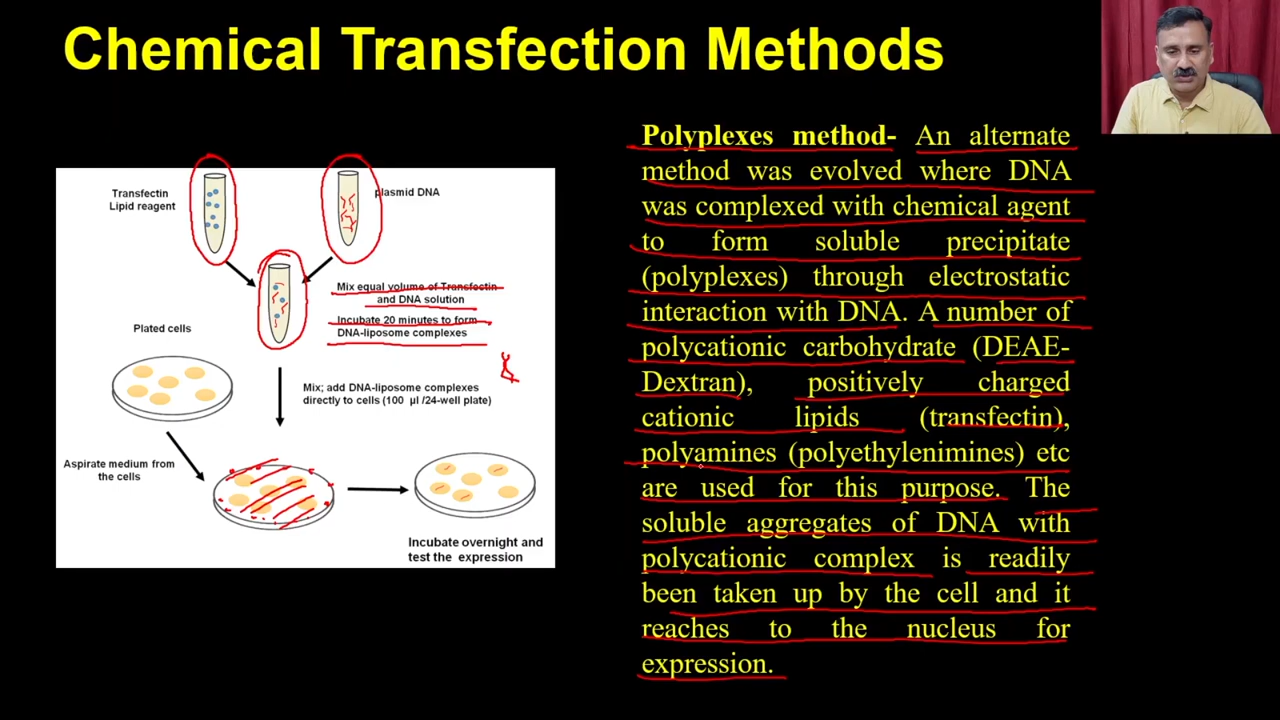 Chemical Transfection Methods
Transfectin
Lipid reagent
plasmid DNA
Mix equal volume of Transfectin
and DNA solution
Incubate 20 minutes to form
DNA-liposome complexes
Plated cells
Mix; add DNA-liposome complexes
directly to cells (100 µl /24-well plate)
Aspirate medium from
the cells
Incubate overnight and
test the expression
Polyplexes method- An alternate
method was evolved where DNA
was complexed with chemical agent
to form soluble precipitate
(polyplexes) through electrostatic
interaction with DNA. A number of
polycationic carbohydrate (DEAE-
Dextran), positively charged
cationic lipids (transfectin),
polyamines (polyethylenimines) etc
are used for this purpose. The
soluble aggregates of DNA with
polycationic complex is readily
been taken up by the cell and it
reaches to the nucleus for
expression.